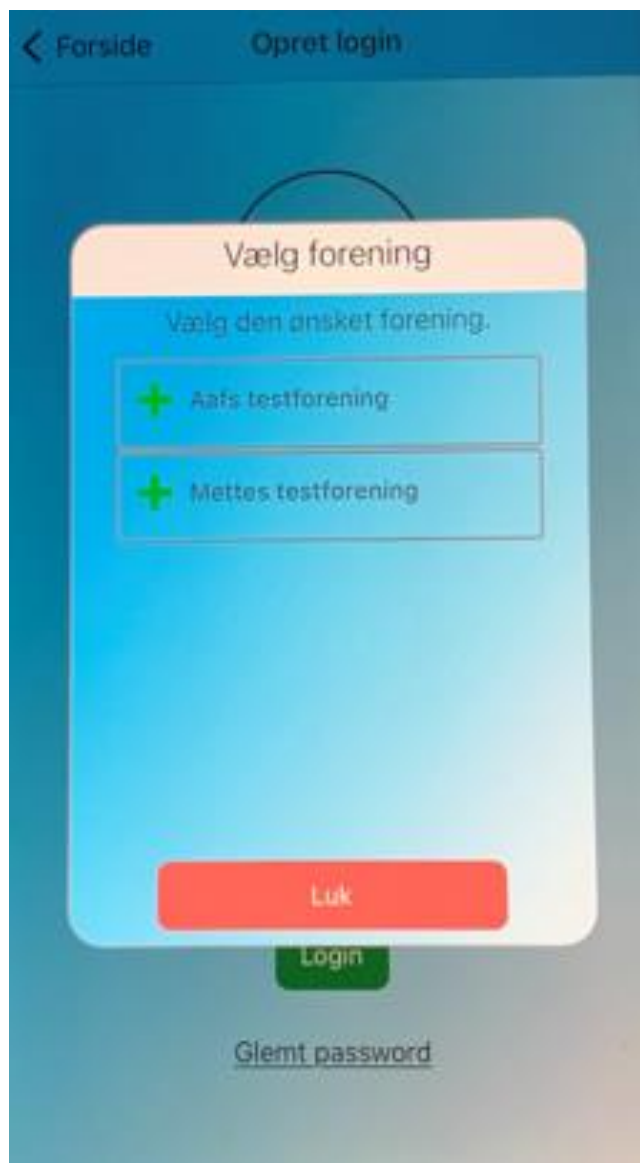 Forside
Opret login
Vælg forening
Vælg den ønsket forening.
Aafs testforening
Mettes testforening
Luk
Login
Glemt password